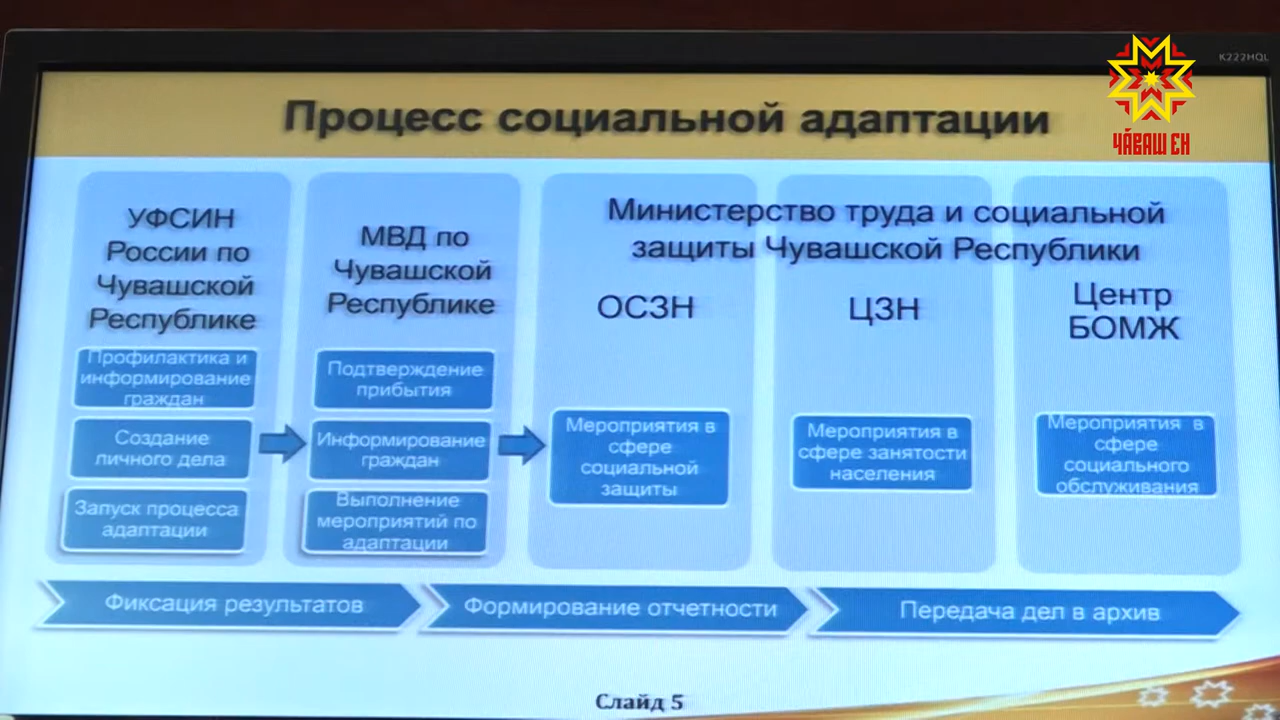 K222HQL
ЧӐВАШ ЕН
Процесс социальной адаптации
УФСИН
России по
Чувашской
Республике
Профилактика и
информирование
граждан
Создание
личного дела
Запуск процесса
адаптации
МВД по
Чувашской
Республике
Подтверждение
прибытия
Информирование
граждан
Выполнение
мероприятий по
адаптации
Министерство труда и социальной
защиты Чувашской Республики
ОСЗН
Мероприятия в
сфере
социальной
защиты
ЦЗН
Мероприятия в
сфере занятости
населения
Центр
БОМЖ
Мероприятия в
сфере
социального
обслуживания
Фиксация результатов
Формирование отчетности
Передача дел в архив
Слайд 5